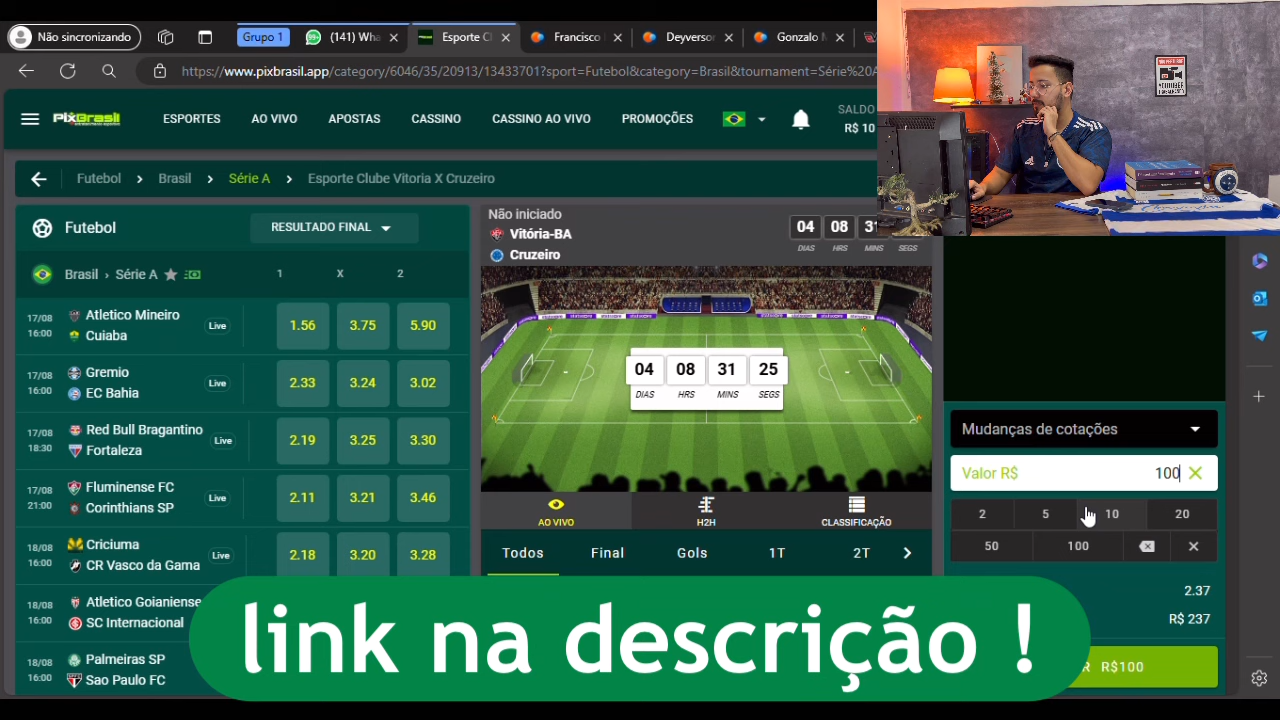 Não sincronizando
Grupo 1
(141) Wha
Esporte Cl
Francisco
Deyverson
Gonzalo M
https://www.pixbrasil.app/category/6046/35/20913/13433701?sport=Futebol&category=Brasil&tournament=Série%20A
PixBrasil
ESPORTES
AO VIVO
APOSTAS
CASSINO
CASSINO AO VIVO
PROMOÇÕES
SALDO
R$ 10
Futebol
Brasil
Série A
Esporte Clube Vitoria X Cruzeiro
Futebol
RESULTADO FINAL
Brasil › Série A
1 X 2
17/08
16:00
Atletico Mineiro
Cuiaba
Live
1.56 3.75 5.90
17/08
16:00
Gremio
EC Bahia
Live
2.33 3.24 3.02
17/08
18:30
Red Bull Bragantino
Fortaleza
Live
2.19 3.25 3.30
17/08
21:00
Fluminense FC
Corinthians SP
Live
2.11 3.21 3.46
18/08
16:00
Criciuma
CR Vasco da Gama
Live
2.18 3.20 3.28
18/08
16:00
Atletico Goianiense
SC Internacional
18/08
16:00
Palmeiras SP
Sao Paulo FC
Não iniciado
Vitória-BA
Cruzeiro
04 08 31
DIAS HRS MINS SEGS
04 08 31 25
DIAS HRS MINS SEGS
AO VIVO
H2H
CLASSIFICAÇÃO
Todos Final Gols 1T 2T
Mudanças de cotações
Valor R$ 100
2 5 10 20
50 100
2.37
R$ 237
R R$100
link na descrição !